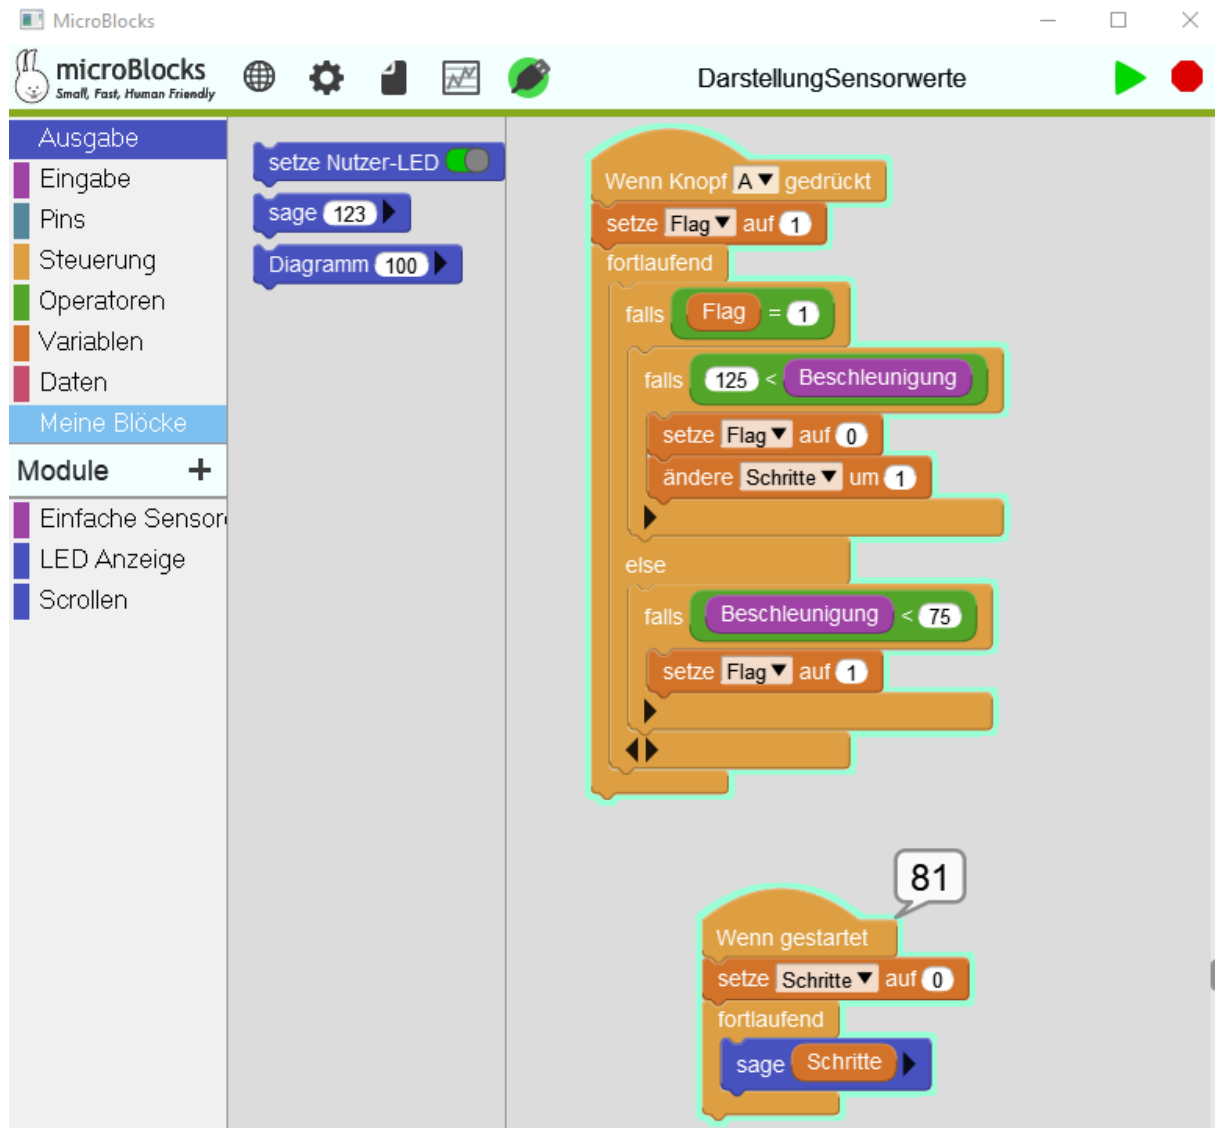 MicroBlocks
microBlocks
Small, Fast, Human Friendly
DarstellungSensorwerte
Ausgabe
Eingabe
Pins
Steuerung
Operatoren
Variablen
Daten
Meine Blöcke
Module +
Einfache Sensor
LED Anzeige
Scrollen
setze Nutzer-LED
sage 123
Diagramm 100
Wenn Knopf A gedrückt
setze Flag auf 1
fortlaufend
falls Flag = 1
falls 125 < Beschleunigung
setze Flag auf 0
ändere Schritte um 1
else
falls Beschleunigung < 75
setze Flag auf 1
81
Wenn gestartet
setze Schritte auf 0
fortlaufend
sage Schritte